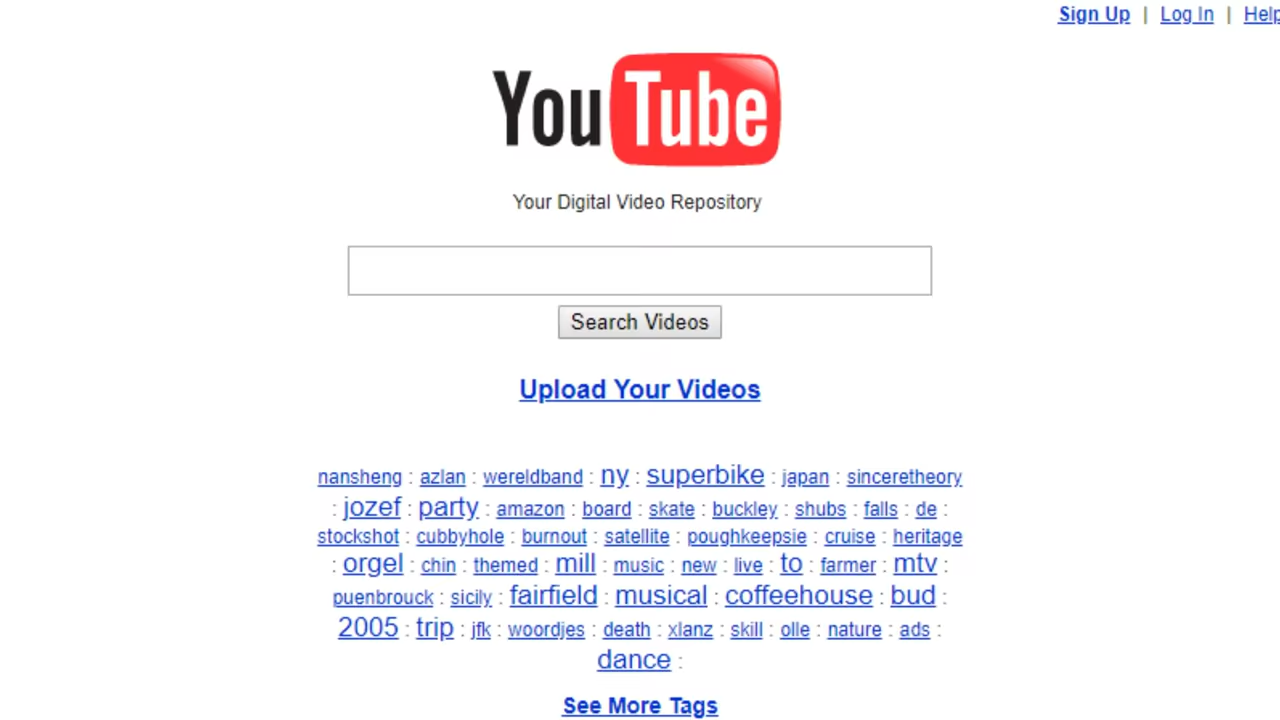 Sign Up | Log In | Help
YouTube
Your Digital Video Repository
Search Videos
Upload Your Videos
nansheng : azlan : wereldband : ny : superbike : japan : sinceretheory
: jozef : party : amazon : board : skate : buckley : shubs : falls : de :
stockshot : cubbyhole : burnout : satellite : poughkeepsie : cruise : heritage
: orgel : chin : themed : mill : music : new : live : to : farmer : mtv :
puenbrouck : sicily : fairfield : musical : coffeehouse : bud :
2005 : trip : jfk : woordjes : death : xlanz : skill : olle : nature : ads :
dance :
See More Tags